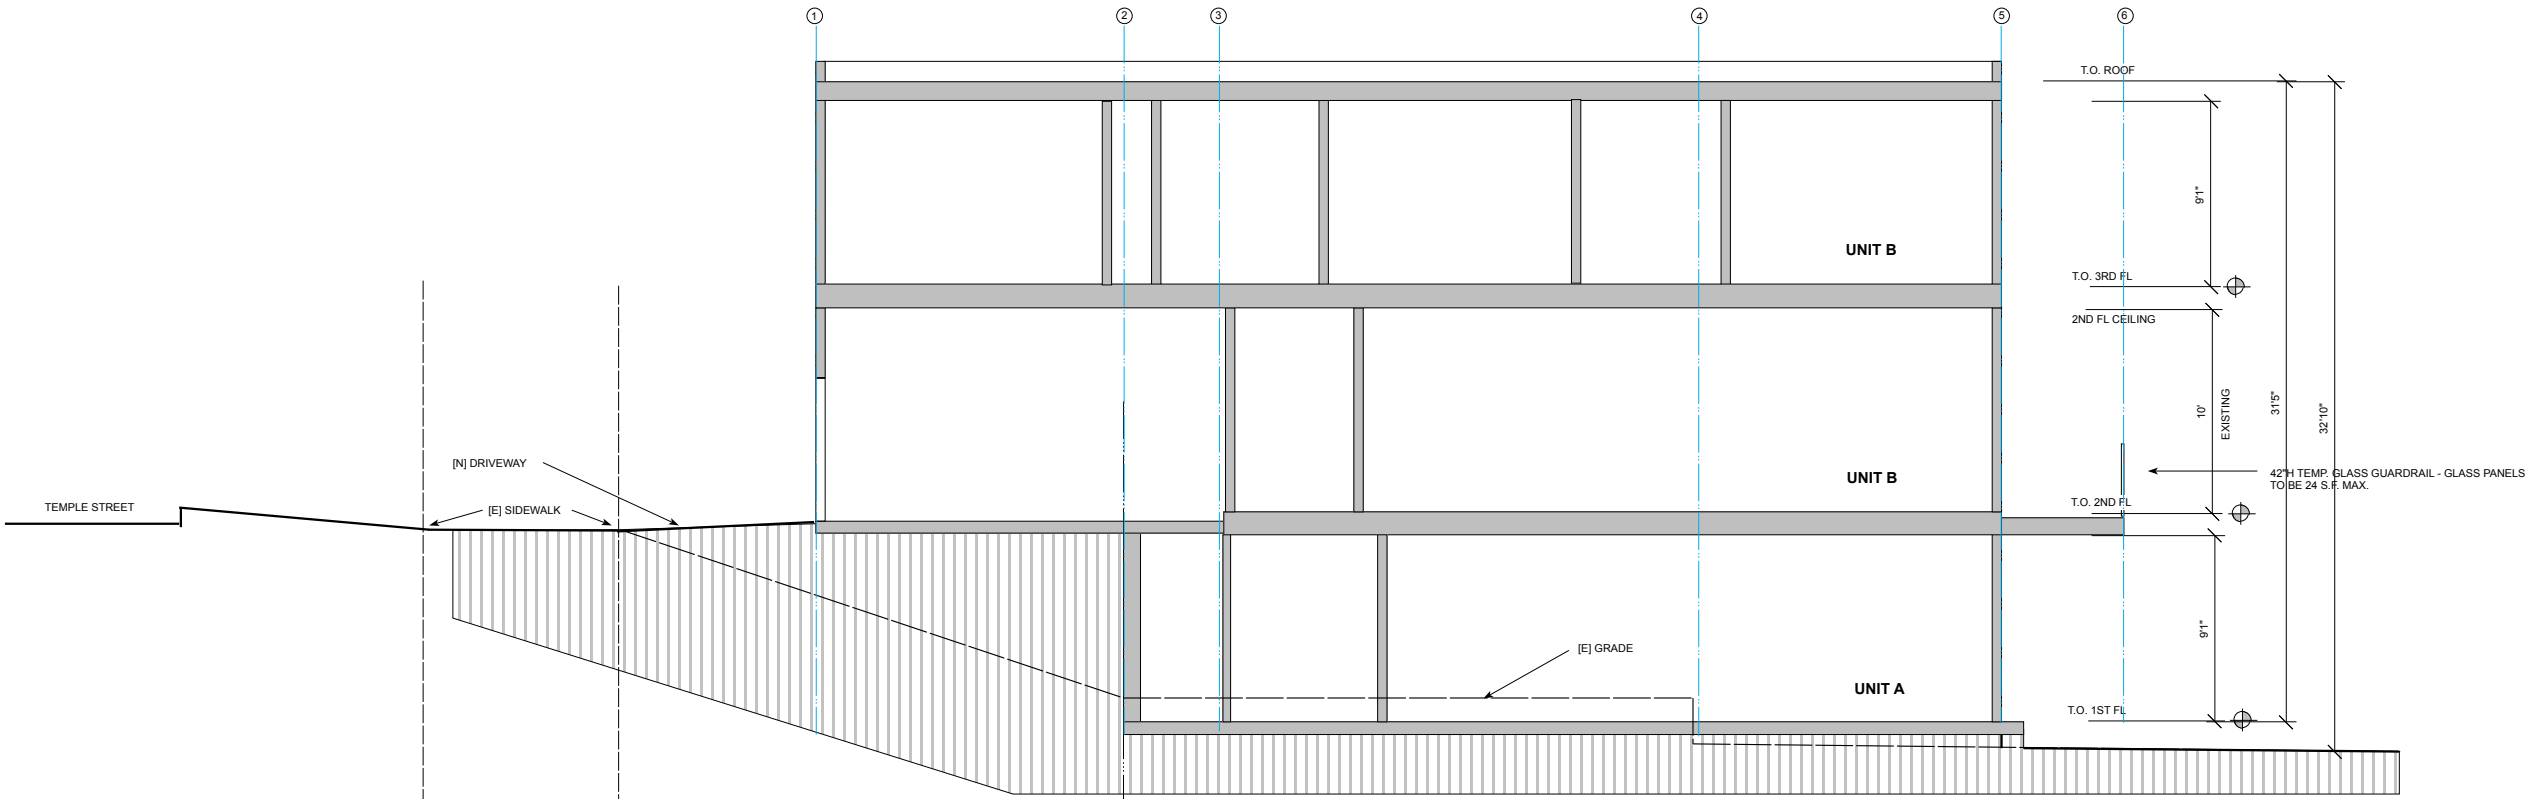 1
2
3
4
5
6
T.O. ROOF
9'1"
UNIT B
T.O. 3RD FL
2ND FL CEILING
10'
EXISTING
31'5"
32'10"
[N] DRIVEWAY
UNIT B
42"H TEMP. GLASS GUARDRAIL - GLASS PANELS
TO BE 24 S.F. MAX.
TEMPLE STREET
[E] SIDEWALK
T.O. 2ND FL
9'1"
[E] GRADE
UNIT A
T.O. 1ST FL